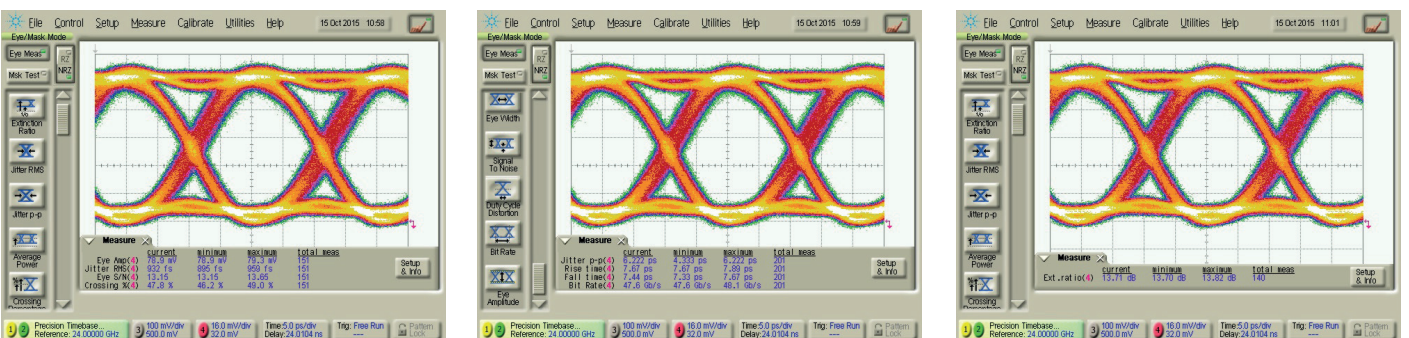 File Control Setup Measure Calibrate Utilities Help 15 Oct 2015 10:58
Eye/Mask Mode
Eye Meas
RZ
NRZ
Msk Test
Extinction
Ratio
Jitter RMS
Jitter p-p
Average
Power
Crossing
Measure
current minimum maximum total meas
Eye Amp(4) 78.9 mV 78.9 mV 79.3 mV 151
Jitter RMS(4) 932 fs 895 fs 959 fs 151
Eye S/N(4) 13.15 13.15 13.65 151
Crossing %(4) 47.8 % 46.2 % 49.0 % 151
Setup
& Info
1 2 Precision Timebase...
Reference: 24.00000 GHz
3 100 mV/div
500.0 mV
4 16.0 mV/div
32.0 mV
Time:5.0 ps/div
Delay:24.0104 ns
Trig: Free Run
---
Pattern
Lock
File Control Setup Measure Calibrate Utilities Help 15 Oct 2015 10:59
Eye/Mask Mode
Eye Meas
RZ
NRZ
Msk Test
Eye Width
Signal
To Noise
Duty Cycle
Distortion
Bit Rate
Eye
Amplitude
Measure
current minimum maximum total meas
Jitter p-p(4) 6.222 ps 4.333 ps 6.222 ps 201
Rise time(4) 7.67 ps 7.67 ps 7.89 ps 201
Fall time(4) 7.44 ps 7.33 ps 7.67 ps 201
Bit Rate(4) 47.6 Gb/s 47.6 Gb/s 48.1 Gb/s 201
Setup
& Info
1 2 Precision Timebase...
Reference: 24.00000 GHz
3 100 mV/div
500.0 mV
4 16.0 mV/div
32.0 mV
Time:5.0 ps/div
Delay:24.0104 ns
Trig: Free Run
---
Pattern
Lock
File Control Setup Measure Calibrate Utilities Help 15 Oct 2015 11:01
Eye/Mask Mode
Eye Meas
RZ
NRZ
Msk Test
Extinction
Ratio
Jitter RMS
Jitter p-p
Average
Power
Crossing
Measure
current minimum maximum total meas
Ext.ratio(4) 13.71 dB 13.70 dB 13.82 dB 140
Setup
& Info
1 2 Precision Timebase...
Reference: 24.00000 GHz
3 100 mV/div
500.0 mV
4 16.0 mV/div
32.0 mV
Time:5.0 ps/div
Delay:24.0104 ns
Trig: Free Run
---
Pattern
Lock